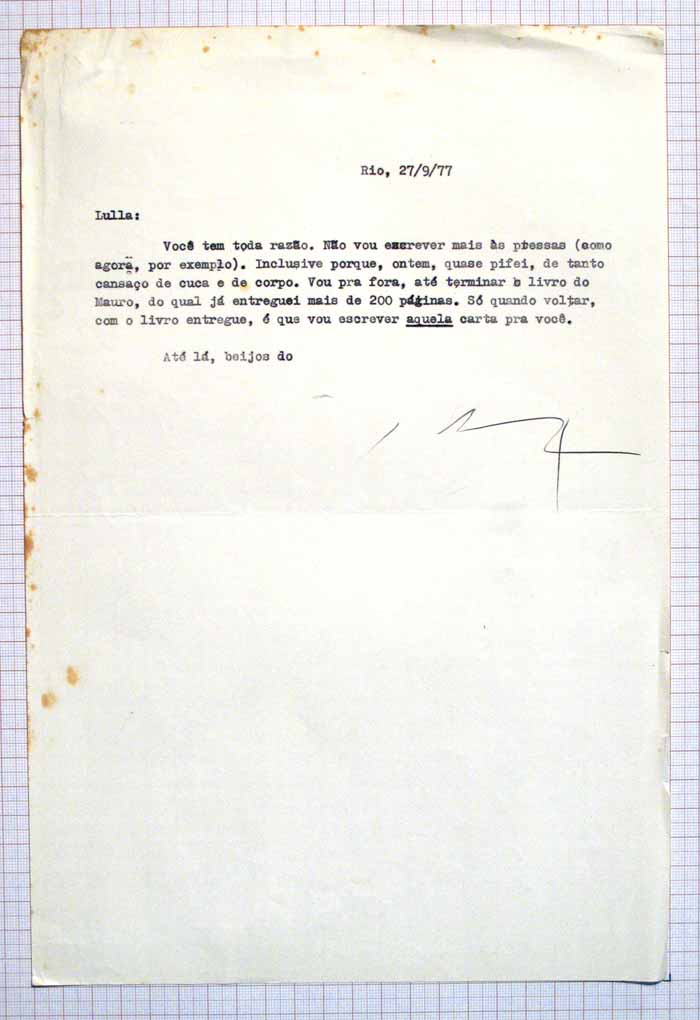 Rio, 27/9/77
Lulla:
Você tem toda razão. Não vou escrever mais às pressas (como
agora, por exemplo). Inclusive porque, ontem, quase pifei, de tanto
cansaço de cuca e de corpo. Vou pra fora, até terminar o livro do
Mauro, do qual já entreguei mais de 200 páginas. Só quando voltar,
com o livro entregue, é que vou escrever aquela carta pra você.
Até lá, beijos do